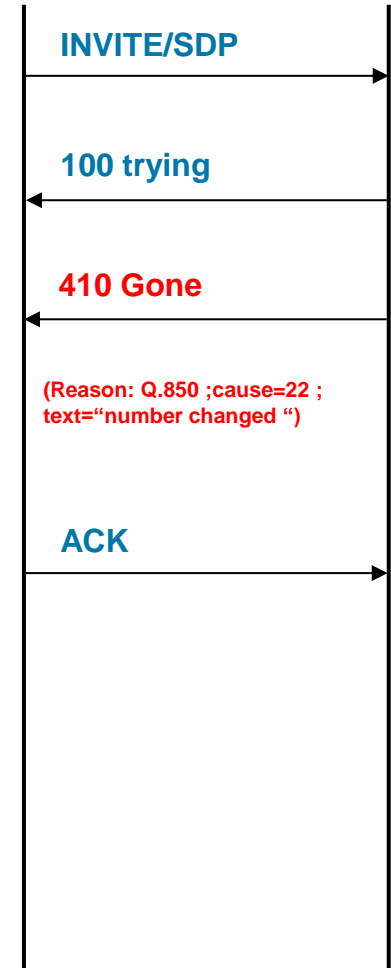 INVITE/SDP
100 trying
410 Gone
(Reason: Q.850 ;cause=22 ;
text=“number changed “)
ACK